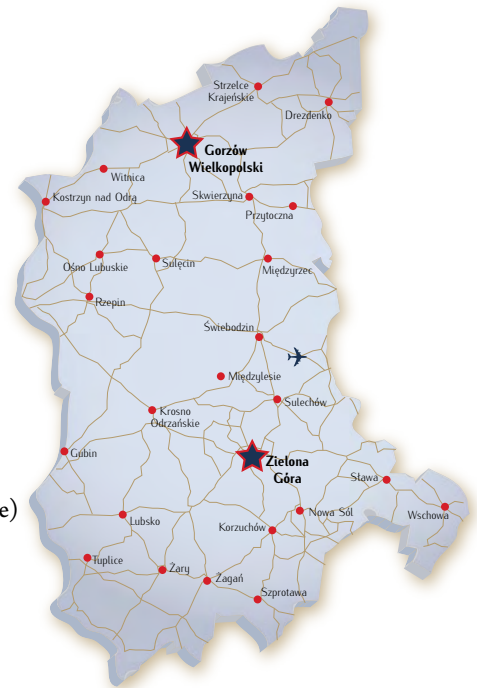 Strzelce
Krajeńskie
Drezdenko
Gorzów
Wielkopolski
Witnica
Skwierzyna
Kostrzyn nad Odrą
Przytoczna
Ośno Lubuskie
Sulęcin
Międzyrzec
Rzepin
Świebodzin
Międzylesie
Sulechów
Krosno
Odrzańskie
Gubin
Zielona
Góra
Sława
e)
Lubsko
Nowa Sól
Wschowa
Korzuchów
Tuplice
Żary
Żagań
Szprotawa